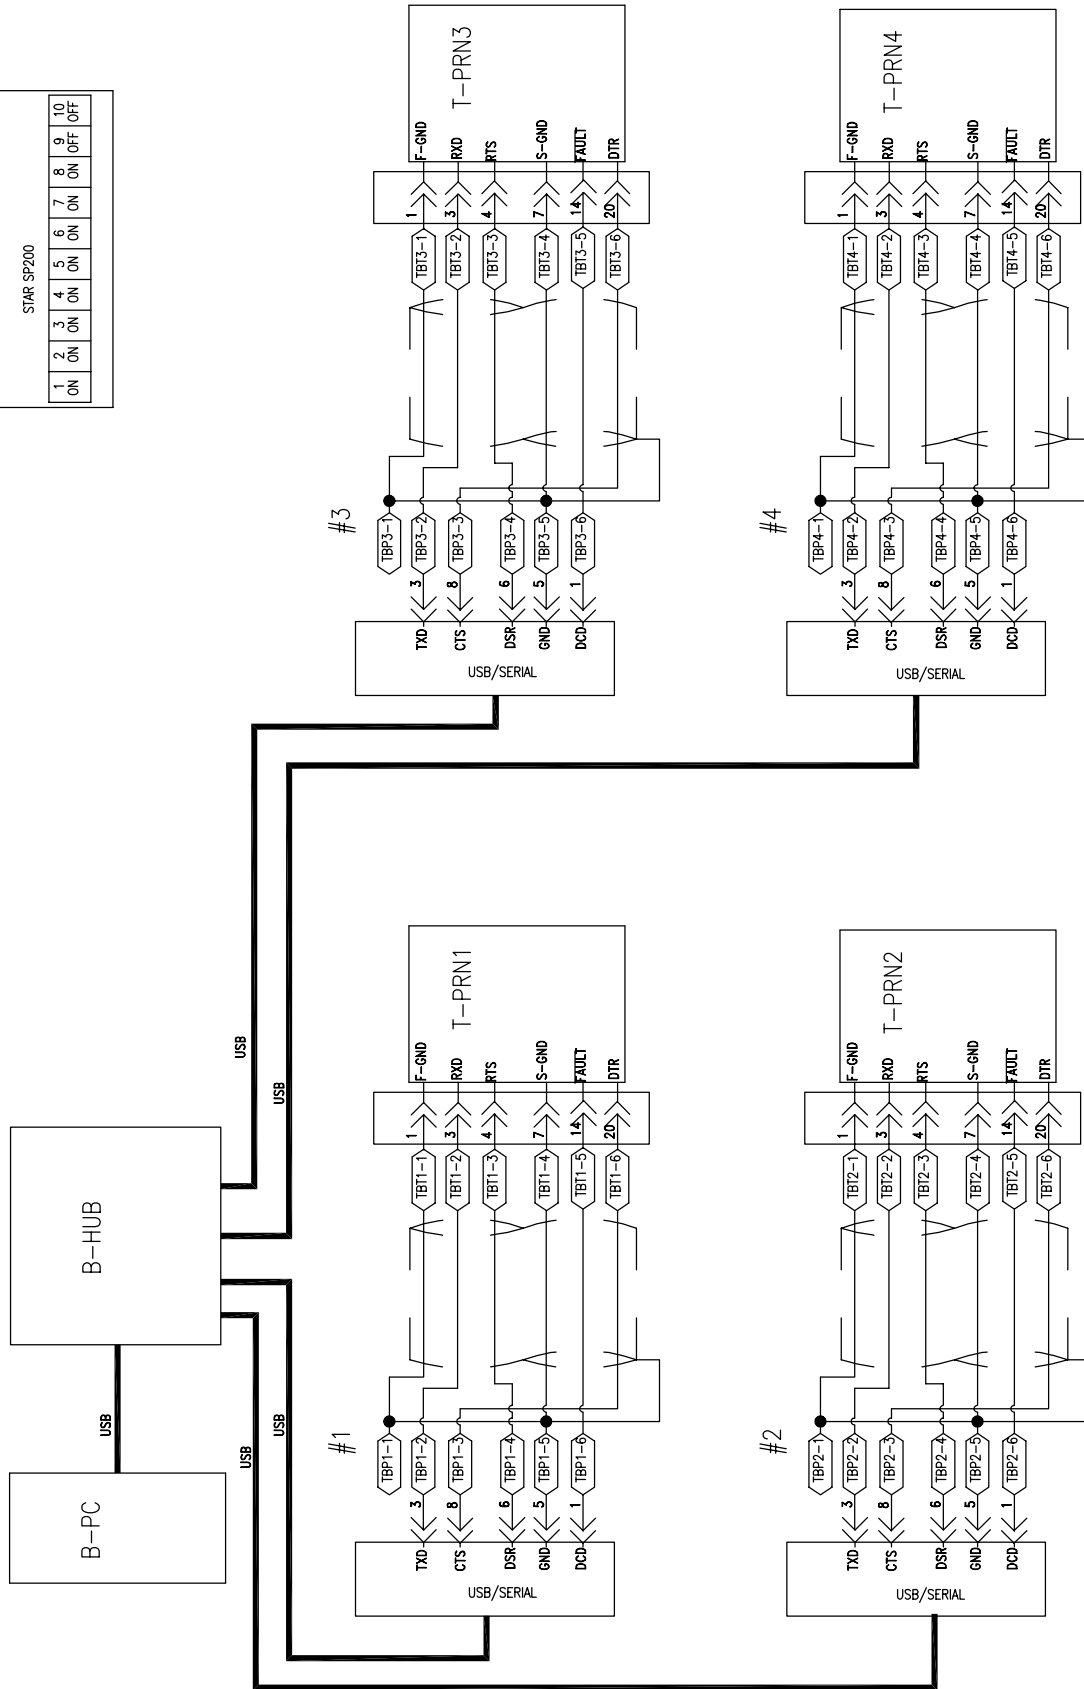 STAR SP200
1 2 3 4 5 6 7 8 9 10
ON ON ON ON ON ON ON ON OFF OFF
B-PC
USB
B-HUB
USB
USB
USB
USB
#1
USB/SERIAL
TXD 3 TBP1-2
CTS 8 TBP1-3
DSR 6 TBP1-4
GND 5 TBP1-5
DCD 1 TBP1-6
TBP1-1
TBT1-1 1 F-GND
TBT1-2 3 RXD
TBT1-3 4 RTS
TBT1-4 7 S-GND
TBT1-5 14 FAULT
TBT1-6 20 DTR
T-PRN1
#3
USB/SERIAL
TXD 3 TBP3-2
CTS 8 TBP3-3
DSR 6 TBP3-4
GND 5 TBP3-5
DCD 1 TBP3-6
TBP3-1
TBT3-1 1 F-GND
TBT3-2 3 RXD
TBT3-3 4 RTS
TBT3-4 7 S-GND
TBT3-5 14 FAULT
TBT3-6 20 DTR
T-PRN3
#2
USB/SERIAL
TXD 3 TBP2-2
CTS 8 TBP2-3
DSR 6 TBP2-4
GND 5 TBP2-5
DCD 1 TBP2-6
TBP2-1
TBT2-1 1 F-GND
TBT2-2 3 RXD
TBT2-3 4 RTS
TBT2-4 7 S-GND
TBT2-5 14 FAULT
TBT2-6 20 DTR
T-PRN2
#4
USB/SERIAL
TXD 3 TBP4-2
CTS 8 TBP4-3
DSR 6 TBP4-4
GND 5 TBP4-5
DCD 1 TBP4-6
TBP4-1
TBT4-1 1 F-GND
TBT4-2 3 RXD
TBT4-3 4 RTS
TBT4-4 7 S-GND
TBT4-5 14 FAULT
TBT4-6 20 DTR
T-PRN4